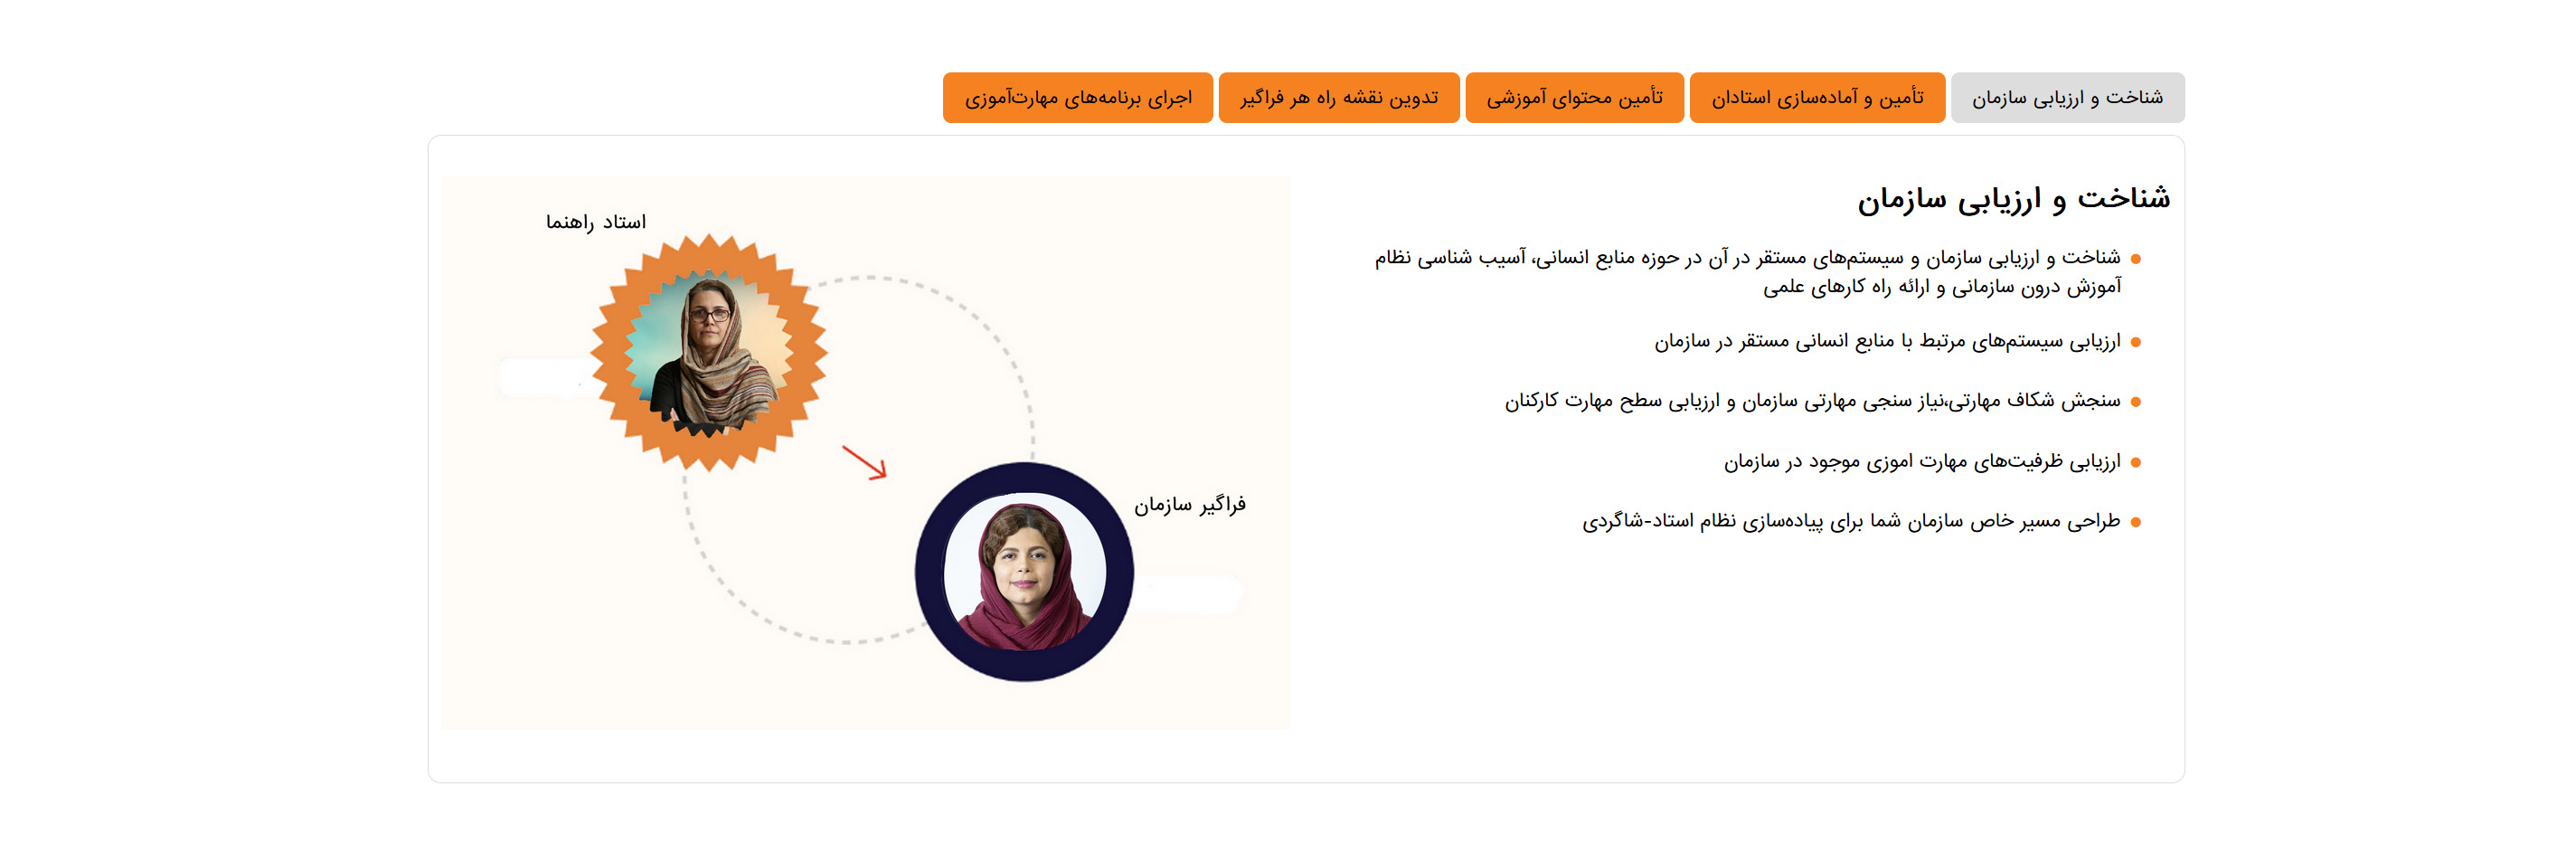 شناخت و ارزیابی سازمان
تأمین و آماده‌سازی استادان
تأمین محتوای آموزشی
تدوین نقشه راه هر فراگیر
اجرای برنامه‌های مهارت‌آموزی
شناخت و ارزیابی سازمان
شناخت و ارزیابی سازمان و سیستم‌های مستقر در آن در حوزه منابع انسانی، آسیب شناسی نظام
آموزش درون سازمانی و ارائه راه کارهای علمی
ارزیابی سیستم‌های مرتبط با منابع انسانی مستقر در سازمان
سنجش شکاف مهارتی،نیاز سنجی مهارتی سازمان و ارزیابی سطح مهارت کارکنان
ارزیابی ظرفیت‌های مهارت اموزی موجود در سازمان
طراحی مسیر خاص سازمان شما برای پیاده‌سازی نظام استاد-شاگردی
استاد راهنما
فراگیر سازمان